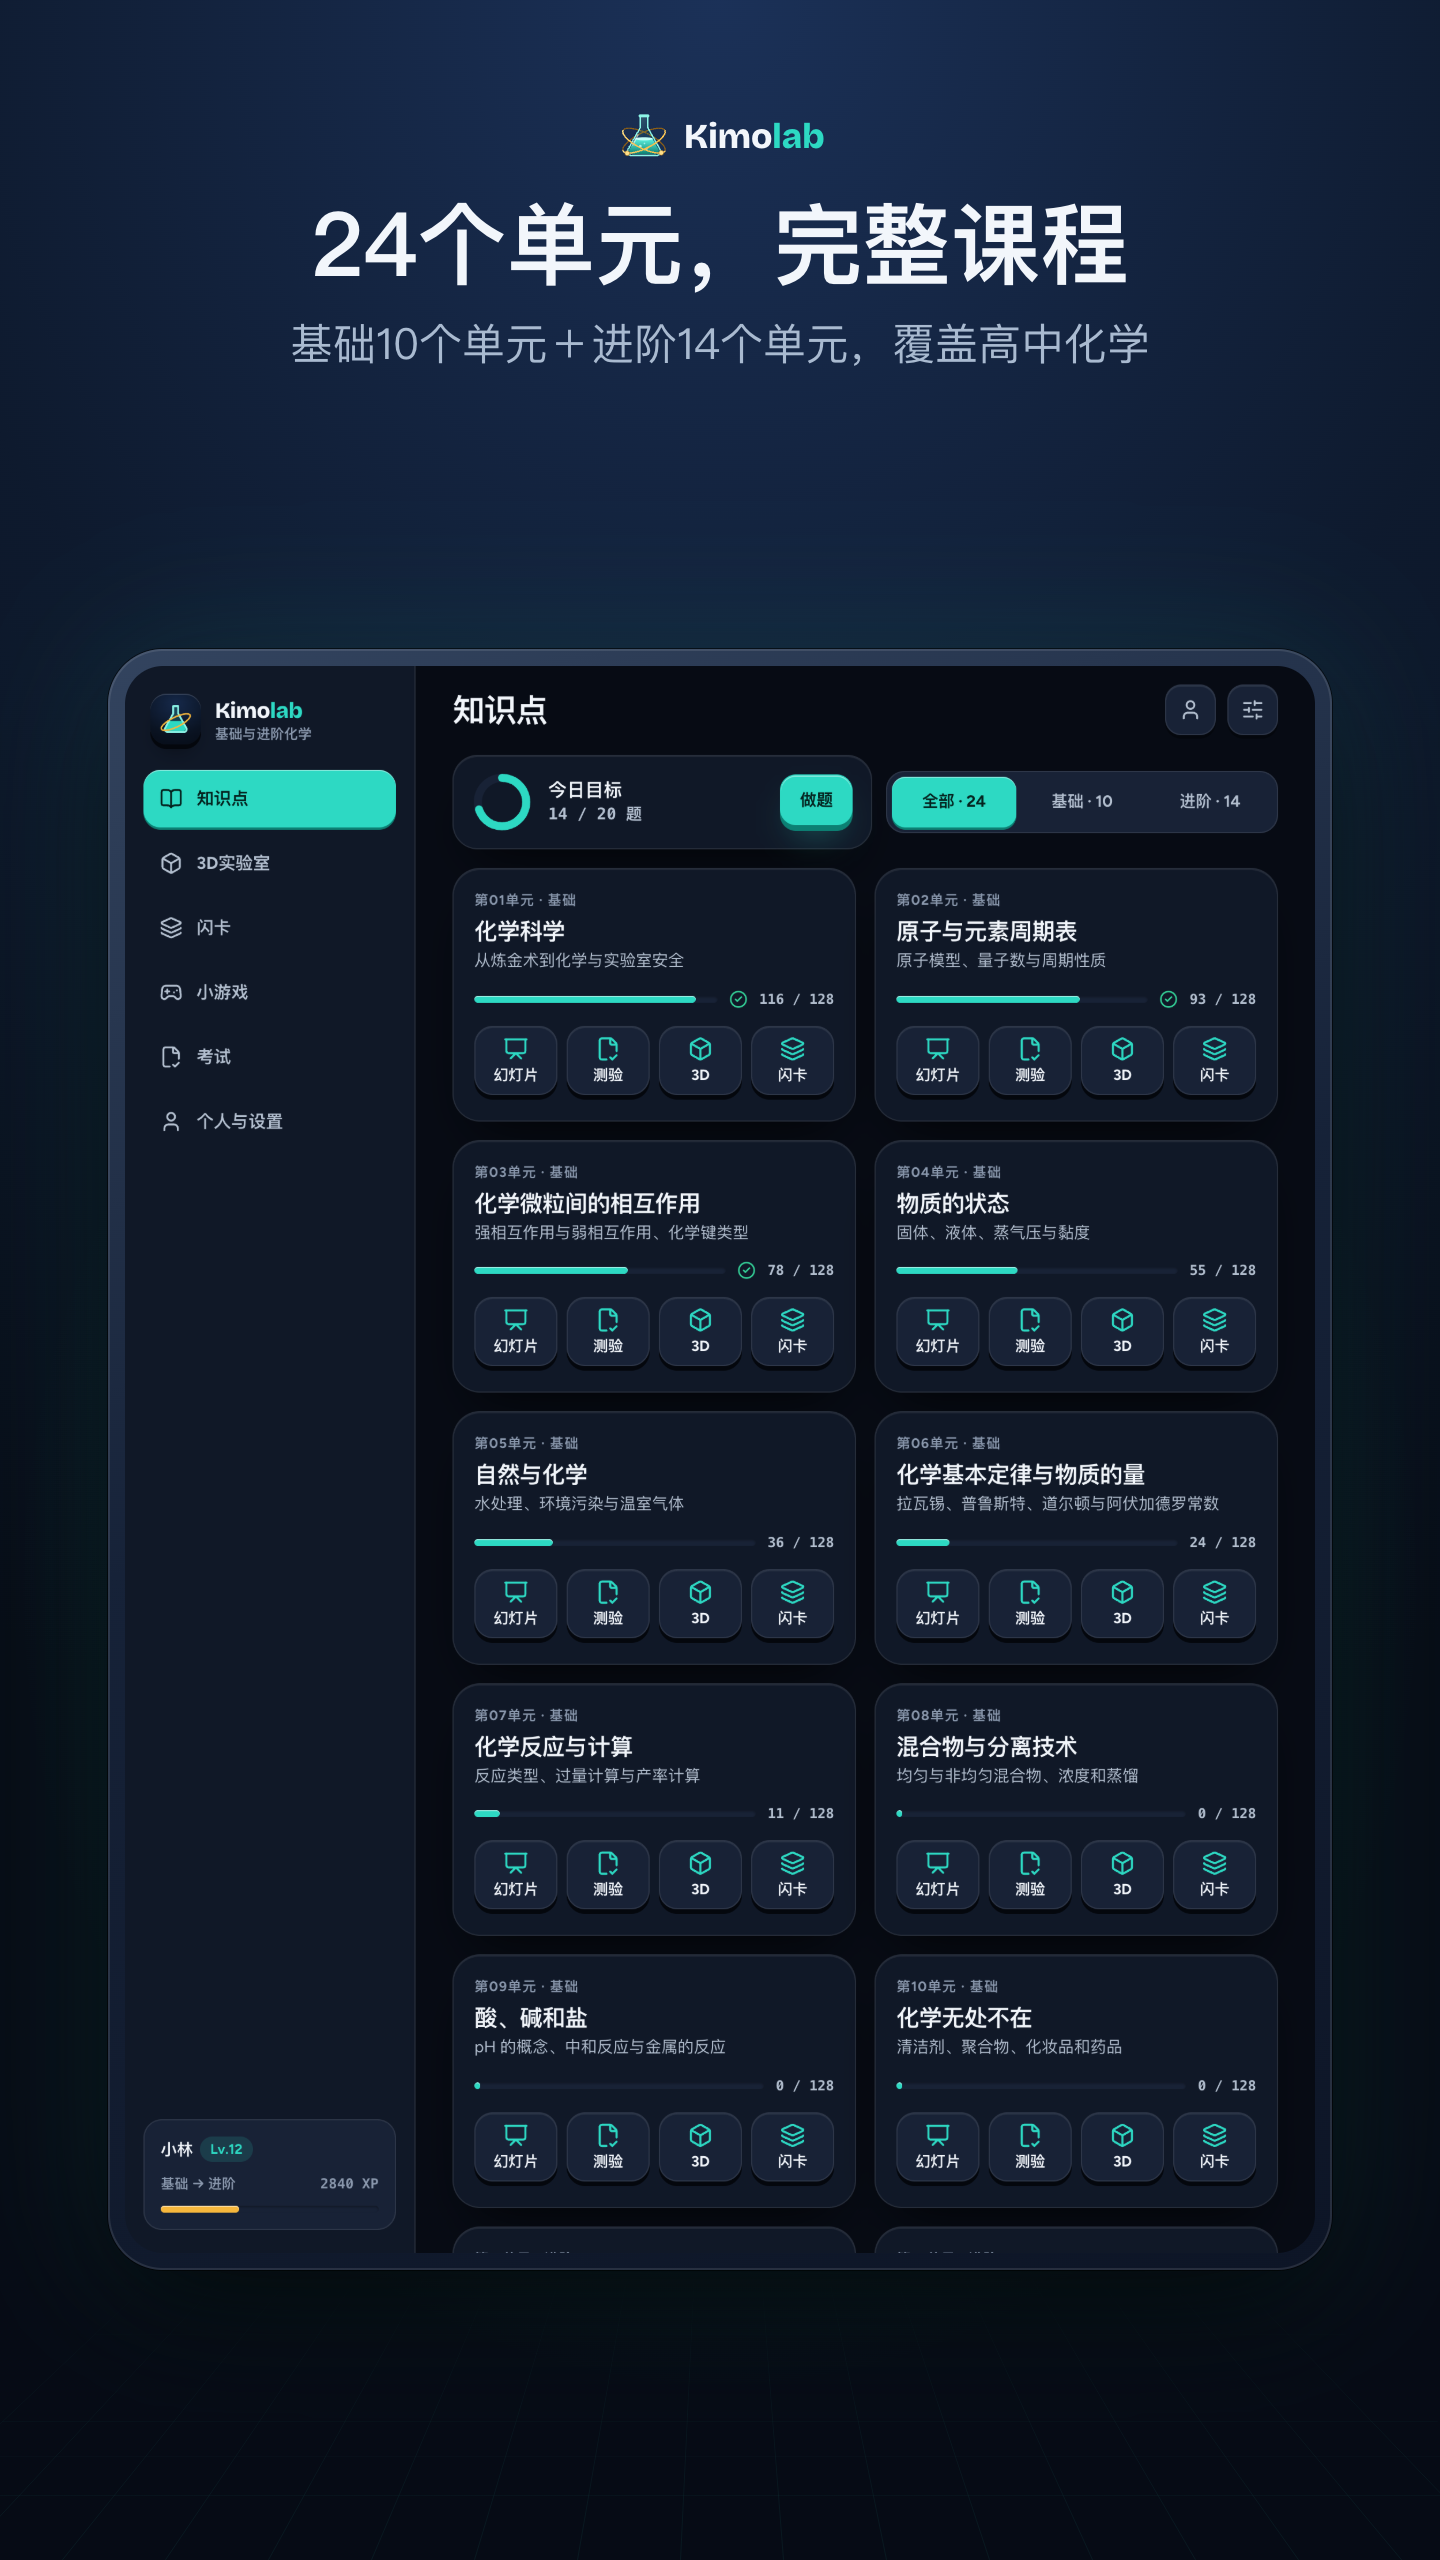 Kimolab
24个单元，完整课程
基础10个单元＋进阶14个单元，覆盖高中化学
Kimolab
基础与进阶化学
知识点
3D实验室
闪卡
小游戏
考试
个人与设置
小林 Lv.12
基础 → 进阶 2840 XP
知识点
今日目标
14 / 20 题
做题
全部 · 24 基础 · 10 进阶 · 14
第01单元 · 基础
化学科学
从炼金术到化学与实验室安全
116 / 128
幻灯片 测验 3D 闪卡
第02单元 · 基础
原子与元素周期表
原子模型、量子数与周期性质
93 / 128
幻灯片 测验 3D 闪卡
第03单元 · 基础
化学微粒间的相互作用
强相互作用与弱相互作用、化学键类型
78 / 128
幻灯片 测验 3D 闪卡
第04单元 · 基础
物质的状态
固体、液体、蒸气压与黏度
55 / 128
幻灯片 测验 3D 闪卡
第05单元 · 基础
自然与化学
水处理、环境污染与温室气体
36 / 128
幻灯片 测验 3D 闪卡
第06单元 · 基础
化学基本定律与物质的量
拉瓦锡、普鲁斯特、道尔顿与阿伏加德罗常数
24 / 128
幻灯片 测验 3D 闪卡
第07单元 · 基础
化学反应与计算
反应类型、过量计算与产率计算
11 / 128
幻灯片 测验 3D 闪卡
第08单元 · 基础
混合物与分离技术
均匀与非均匀混合物、浓度和蒸馏
0 / 128
幻灯片 测验 3D 闪卡
第09单元 · 基础
酸、碱和盐
pH 的概念、中和反应与金属的反应
0 / 128
幻灯片 测验 3D 闪卡
第10单元 · 基础
化学无处不在
清洁剂、聚合物、化妆品和药品
0 / 128
幻灯片 测验 3D 闪卡